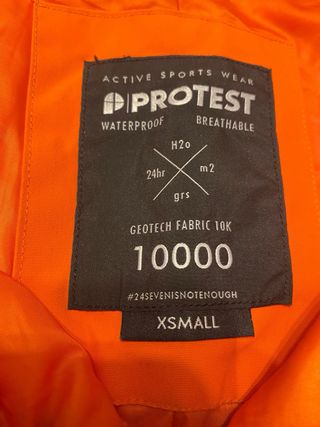 ACTIVE SPORTS WEAR
PROTEST
WATERPROOF BREATHABLE
H2o
24hr m2
grs
GEOTECH FABRIC 10K
10000
#24SEVENISNOTENOUGH
XSMALL